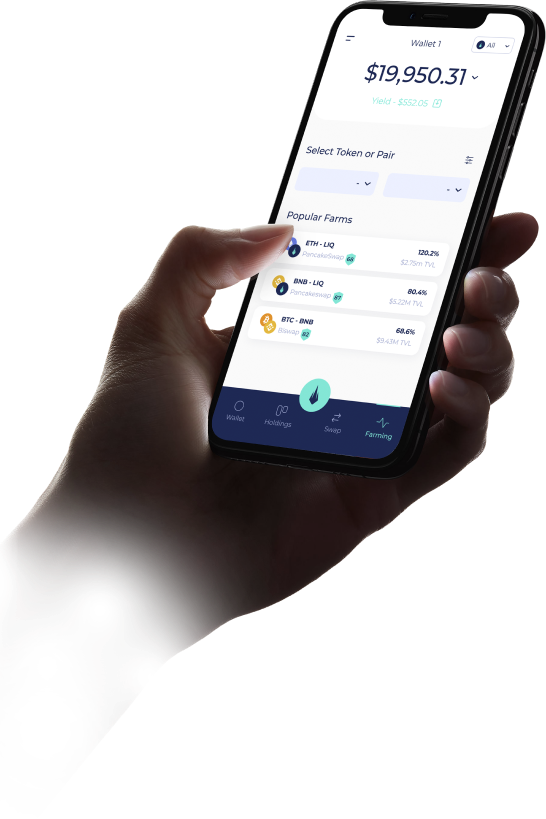 Wallet 1
All
$19,950.31
Yield - $552.05
Select Token or Pair
-
-
Popular Farms
ETH - LIQ
120.2%
PancakeSwap 68
$2.75m TVL
BNB - LIQ
80.4%
PancakeSwap 87
$5.22M TVL
BTC - BNB
68.6%
Biswap 82
$9.43M TVL
Wallet
Holdings
Swap
Farming